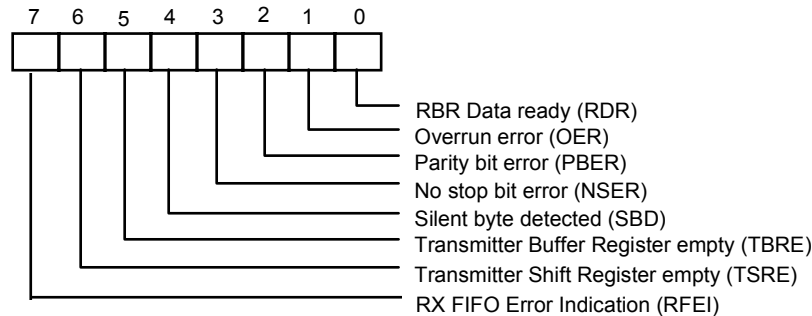 7 6 5 4 3 2 1 0
RBR Data ready (RDR)
Overrun error (OER)
Parity bit error (PBER)
No stop bit error (NSER)
Silent byte detected (SBD)
Transmitter Buffer Register empty (TBRE)
Transmitter Shift Register empty (TSRE)
RX FIFO Error Indication (RFEI)